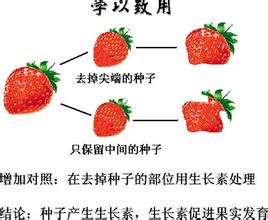 学以致用
去掉尖端的种子
只保留中间的种子
增加对照：在去掉种子的部位用生长素处理
结论：种子产生生长素，生长素促进果实发育